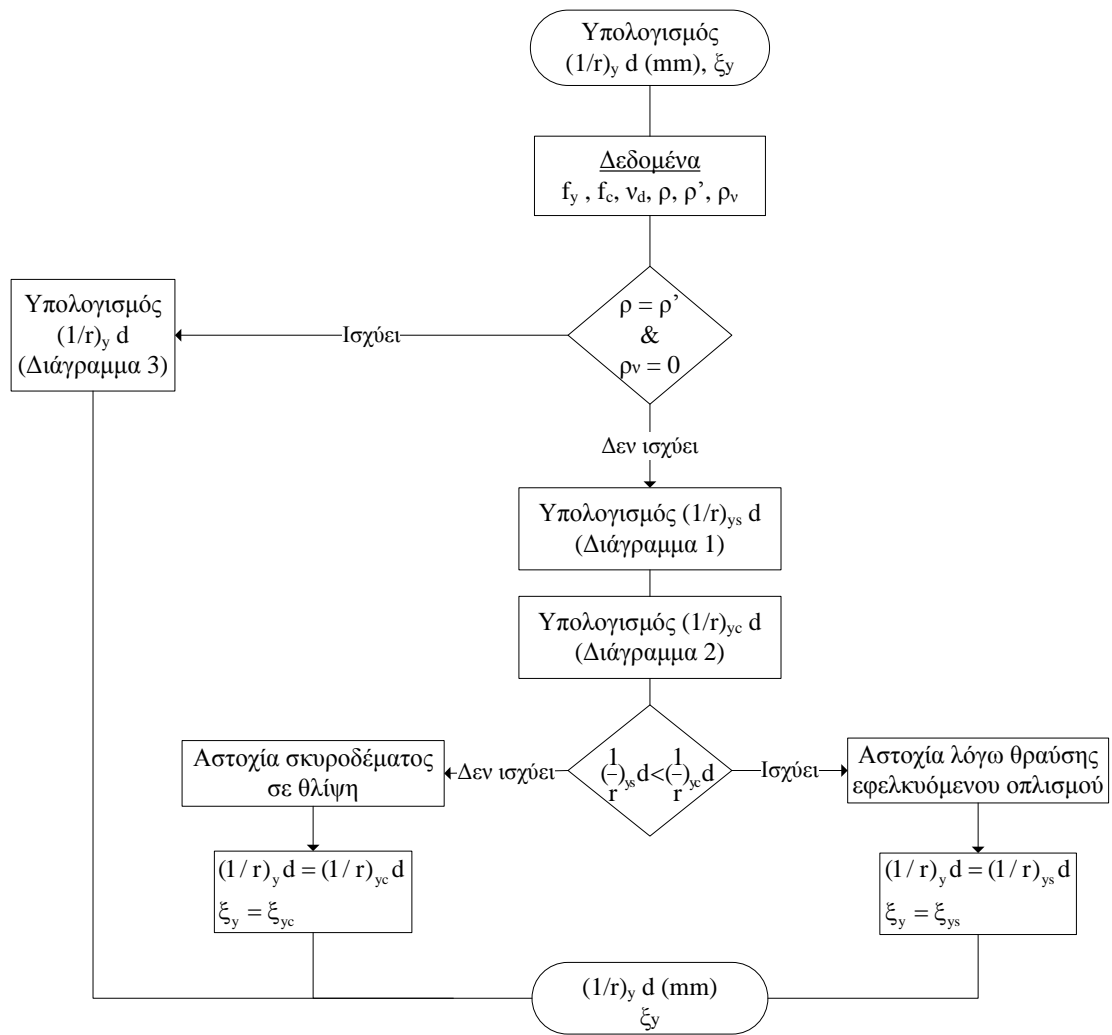 Υπολογισμός
(1/r)y d (mm), ξy
Δεδομένα
fy , fc, νd, ρ, ρ’, ρν
ρ = ρ’
&
ρν = 0
Ισχύει
Υπολογισμός
(1/r)y d
(Διάγραμμα 3)
Δεν ισχύει
Υπολογισμός (1/r)ys d
(Διάγραμμα 1)
Υπολογισμός (1/r)yc d
(Διάγραμμα 2)
(1/r)ys d<(1/r)yc d
Δεν ισχύει
Ισχύει
Αστοχία σκυροδέματος
σε θλίψη
Αστοχία λόγω θραύσης
εφελκυόμενου οπλισμού
(1/ r)y d = (1/ r)yc d
ξy = ξyc
(1/ r)y d = (1/ r)ys d
ξy = ξys
(1/r)y d (mm)
ξy